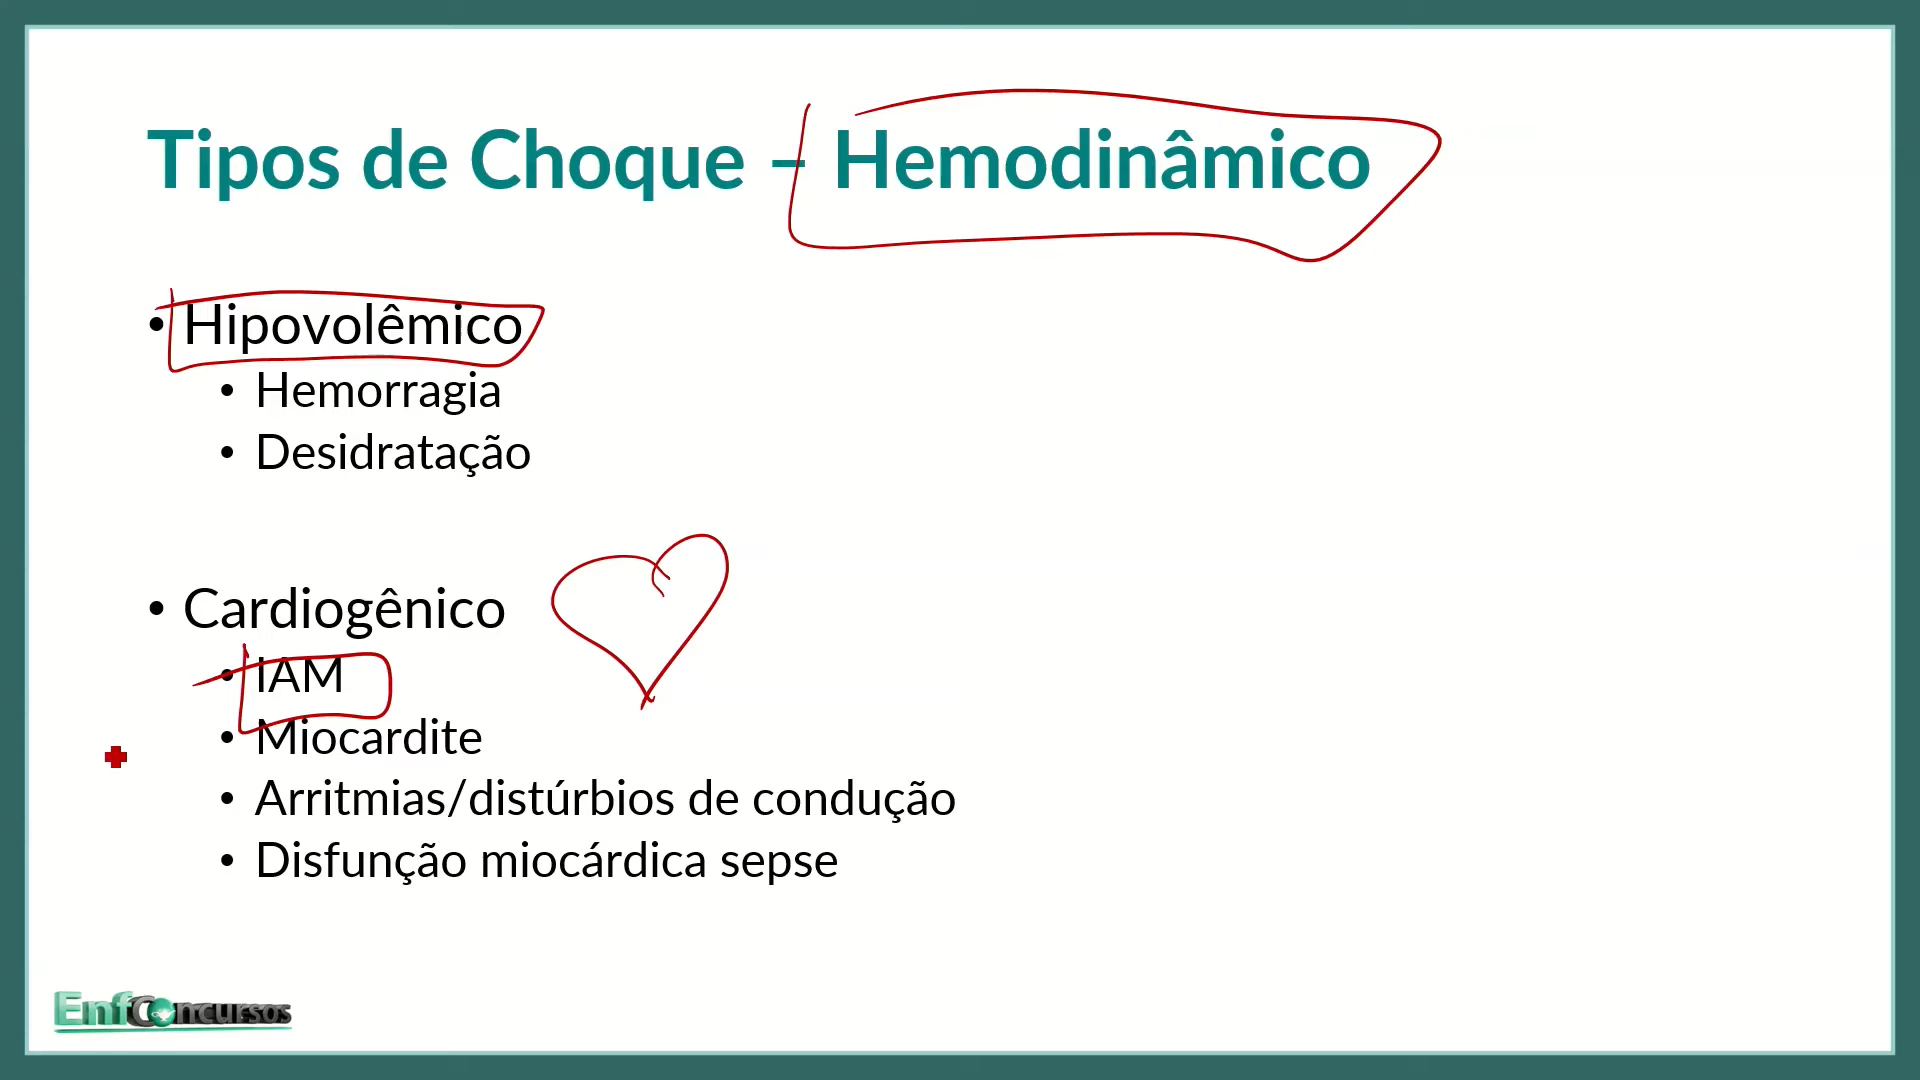 Tipos de Choque – Hemodinâmico
• Hipovolêmico
• Hemorragia
• Desidratação
• Cardiogênico
• IAM
• Miocardite
• Arritmias/distúrbios de condução
• Disfunção miocárdica sepse
EnfConcursos